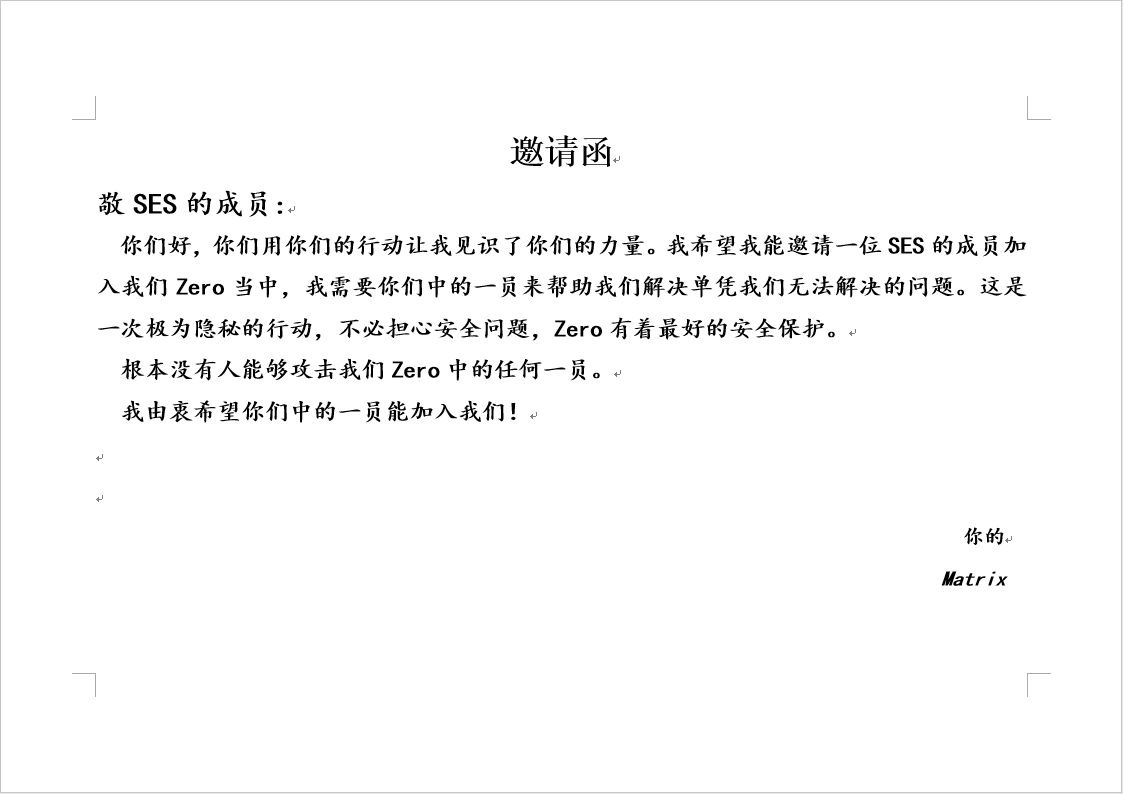 邀请函
敬 SES 的成员:
你们好，你们用你们的行动让我见识了你们的力量。我希望我能邀请一位 SES 的成员加
入我们 Zero 当中，我需要你们中的一员来帮助我们解决单凭我们无法解决的问题。这是
一次极为隐秘的行动，不必担心安全问题，Zero 有着最好的安全保护。
根本没有人能够攻击我们 Zero 中的任何一员。
我由衷希望你们中的一员能加入我们！
你的
Matrix